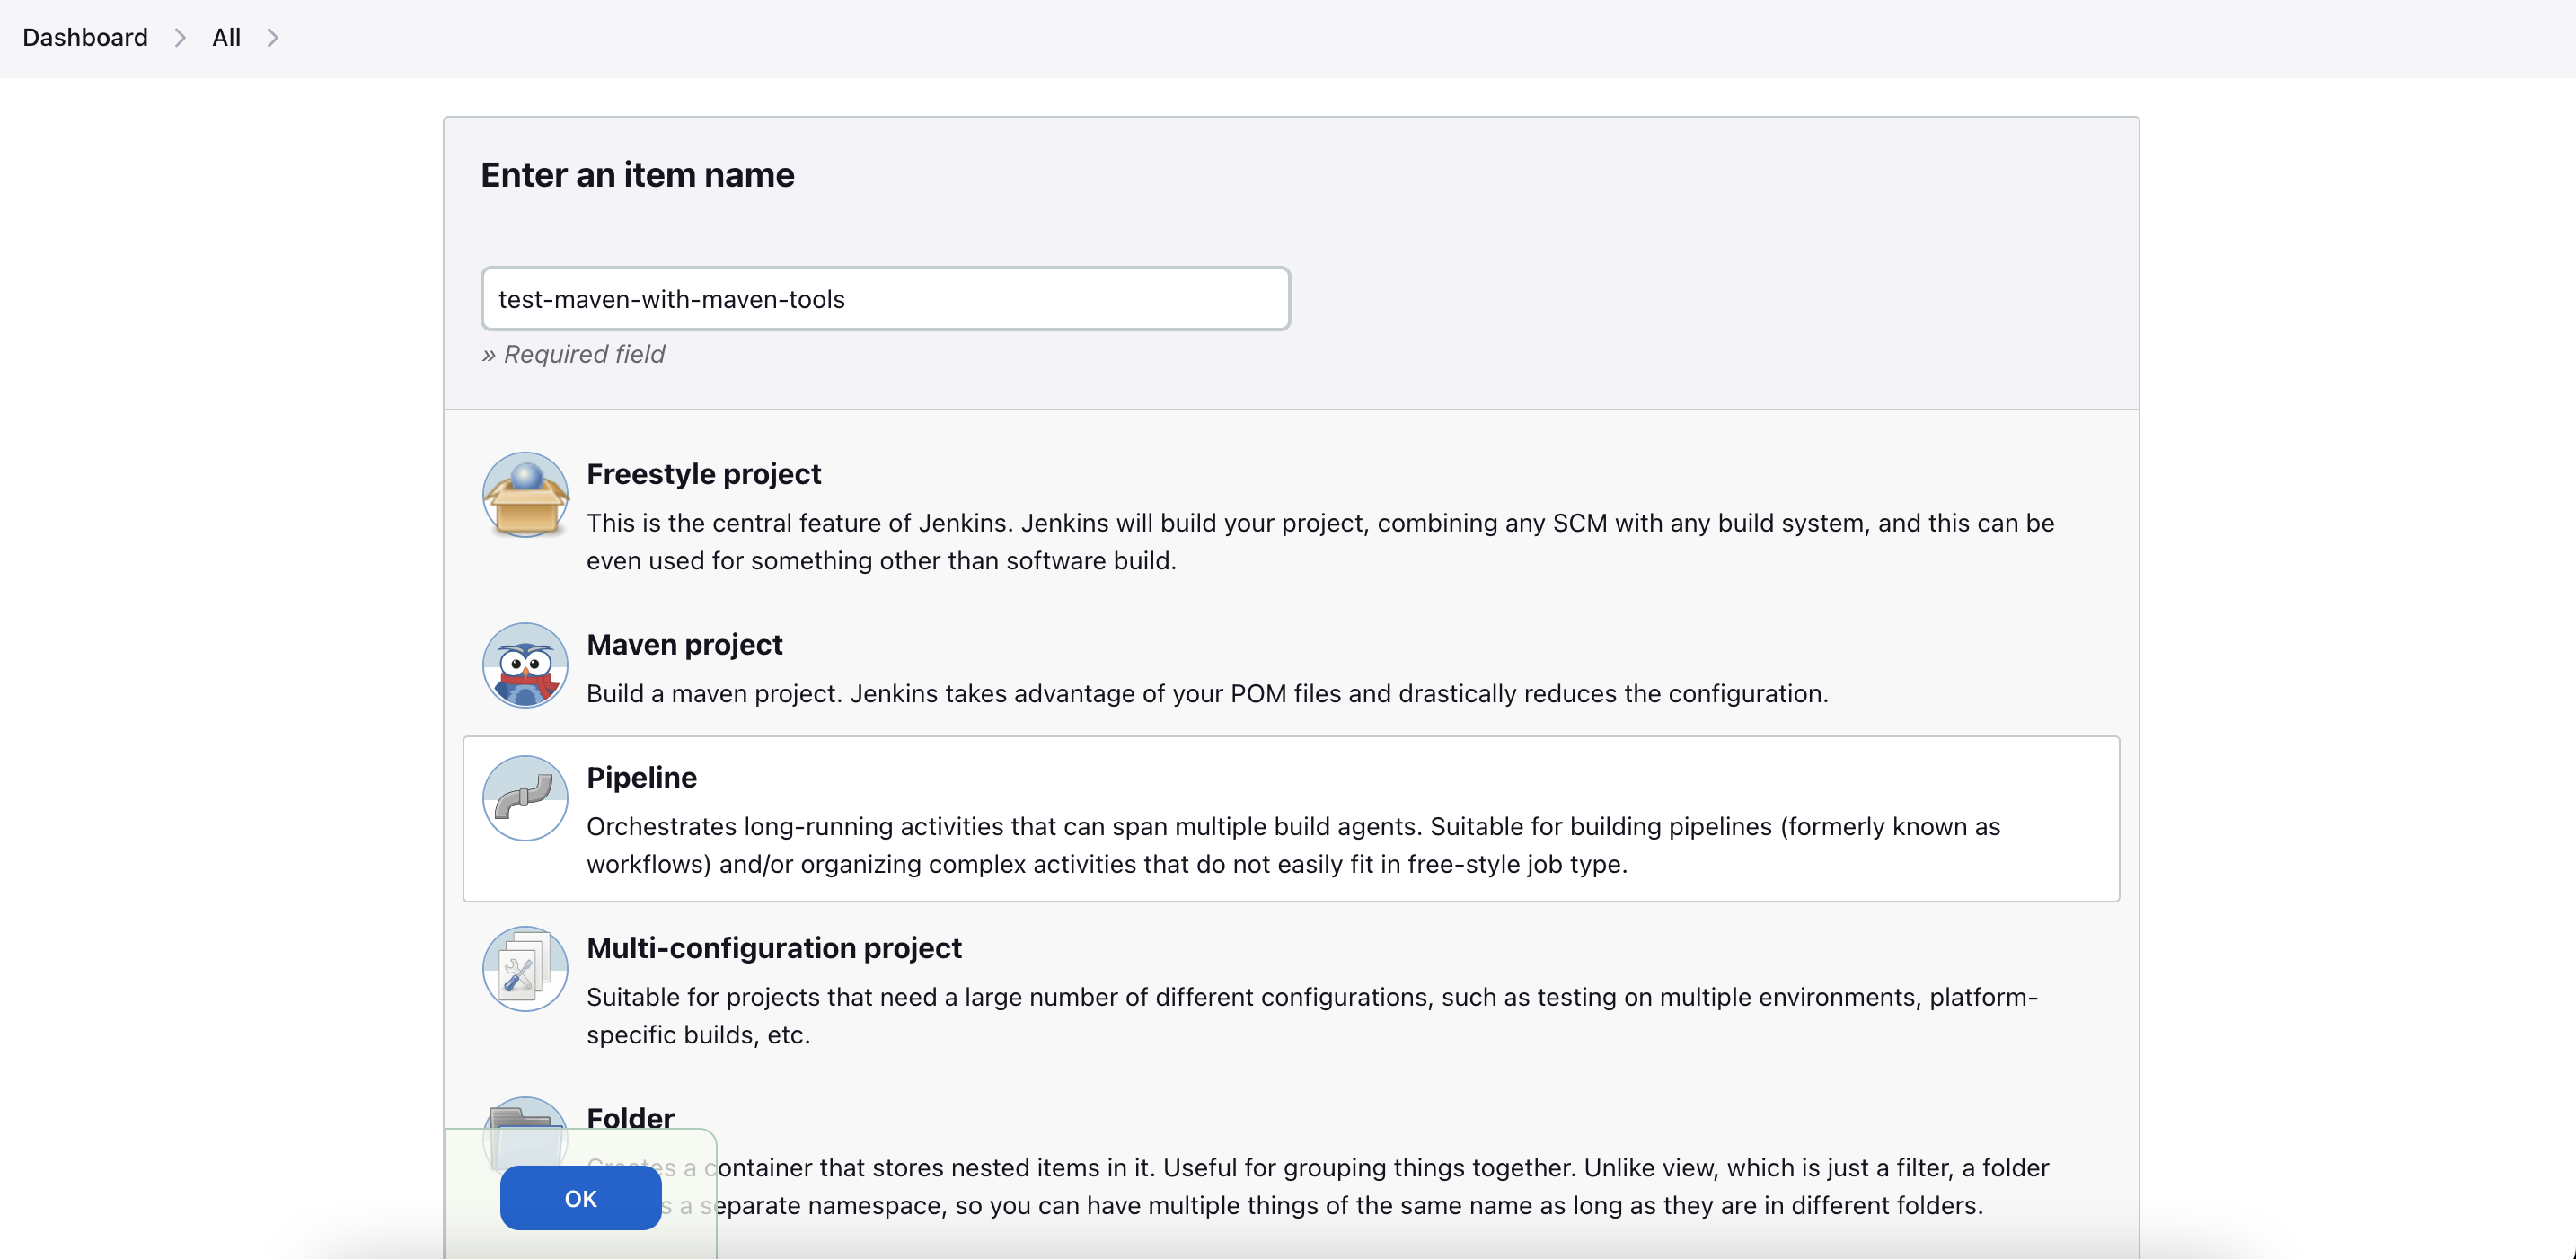 Dashboard > All >
Enter an item name
test-maven-with-maven-tools
» Required field
Freestyle project
This is the central feature of Jenkins. Jenkins will build your project, combining any SCM with any build system, and this can be
even used for something other than software build.
Maven project
Build a maven project. Jenkins takes advantage of your POM files and drastically reduces the configuration.
Pipeline
Orchestrates long-running activities that can span multiple build agents. Suitable for building pipelines (formerly known as
workflows) and/or organizing complex activities that do not easily fit in free-style job type.
Multi-configuration project
Suitable for projects that need a large number of different configurations, such as testing on multiple environments, platform-
specific builds, etc.
Folder
Creates a container that stores nested items in it. Useful for grouping things together. Unlike view, which is just a filter, a folder
a separate namespace, so you can have multiple things of the same name as long as they are in different folders.
OK